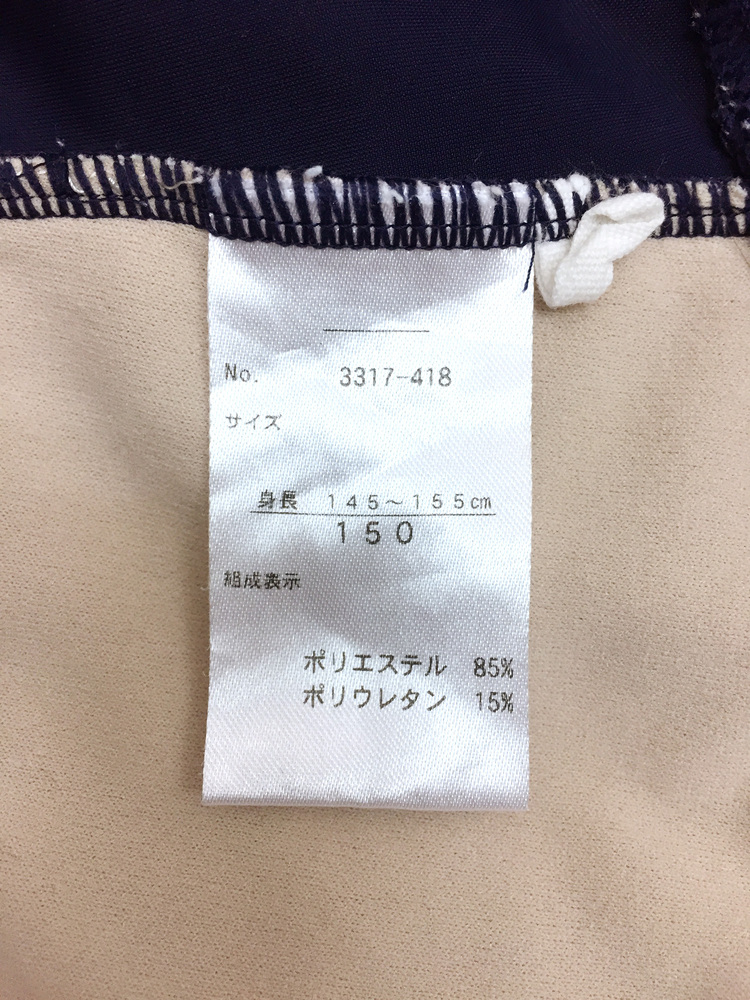 No. 3317-418
サイズ
身長 145～155cm
150
組成表示
ポリエステル 85%
ポリウレタン 15%